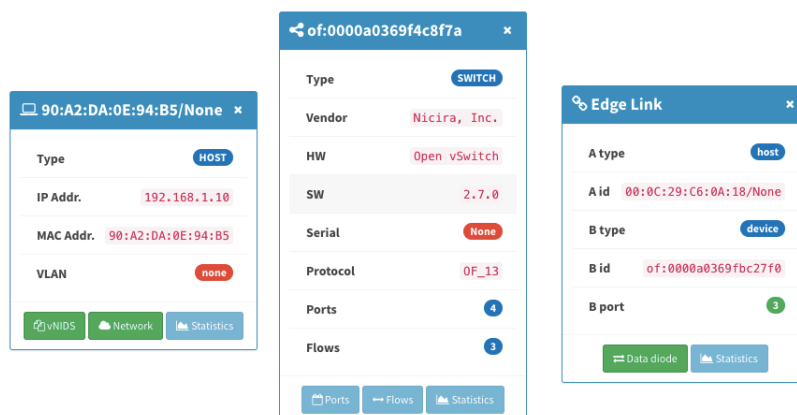 90:A2:DA:0E:94:B5/None ×
Type HOST
IP Addr. 192.168.1.10
MAC Addr. 90:A2:DA:0E:94:B5
VLAN none
vNIDS Network Statistics
of:0000a0369f4c8f7a ×
Type SWITCH
Vendor Nicira, Inc.
HW Open vSwitch
SW 2.7.0
Serial None
Protocol OF_13
Ports 4
Flows 3
Ports Flows Statistics
Edge Link ×
A type host
A id 00:0C:29:C6:0A:18/None
B type device
B id of:0000a0369fbc27f0
B port 3
Data diode Statistics